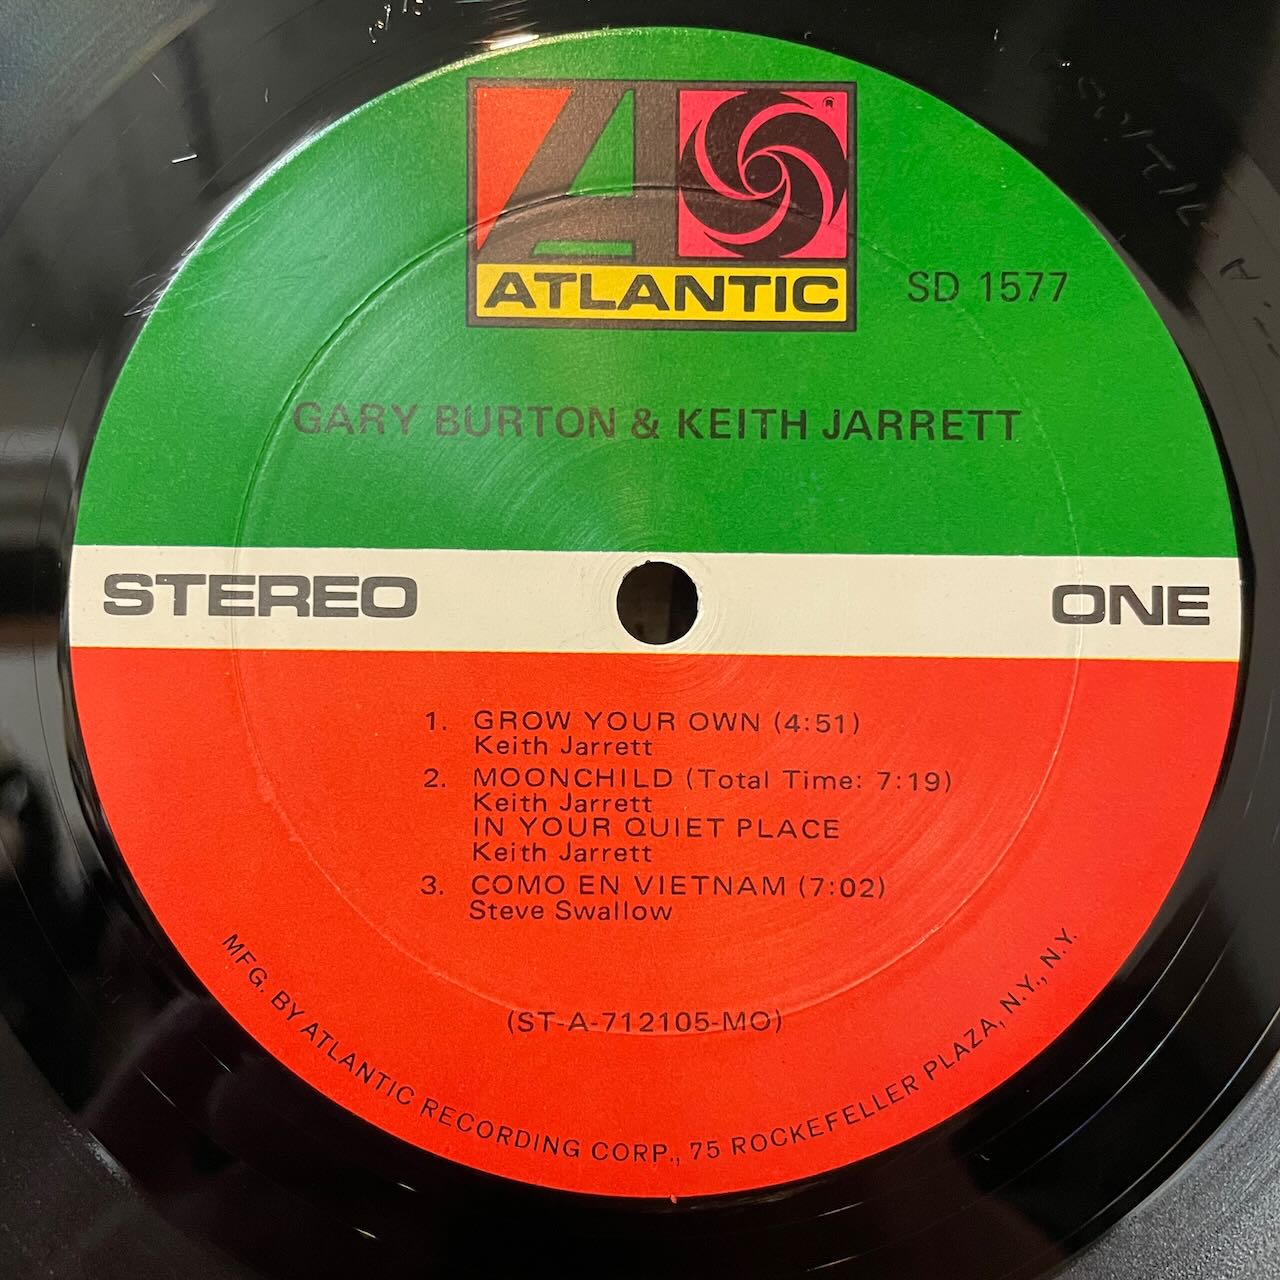 ATLANTIC
SD 1577
GARY BURTON & KEITH JARRETT
STEREO
ONE
1. GROW YOUR OWN (4:51)
Keith Jarrett
2. MOONCHILD (Total Time: 7:19)
Keith Jarrett
IN YOUR QUIET PLACE
Keith Jarrett
3. COMO EN VIETNAM (7:02)
Steve Swallow
(ST-A-712105-MO)
MFG. BY ATLANTIC RECORDING CORP., 75 ROCKEFELLER PLAZA, N.Y., N.Y.